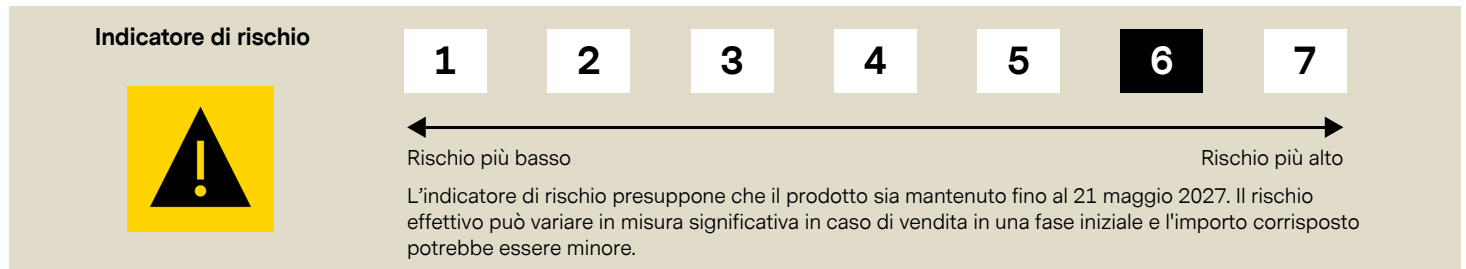 Indicatore di rischio
1 2 3 4 5 6 7
Rischio più basso Rischio più alto
L’indicatore di rischio presuppone che il prodotto sia mantenuto fino al 21 maggio 2027. Il rischio
effettivo può variare in misura significativa in caso di vendita in una fase iniziale e l'importo corrisposto
potrebbe essere minore.